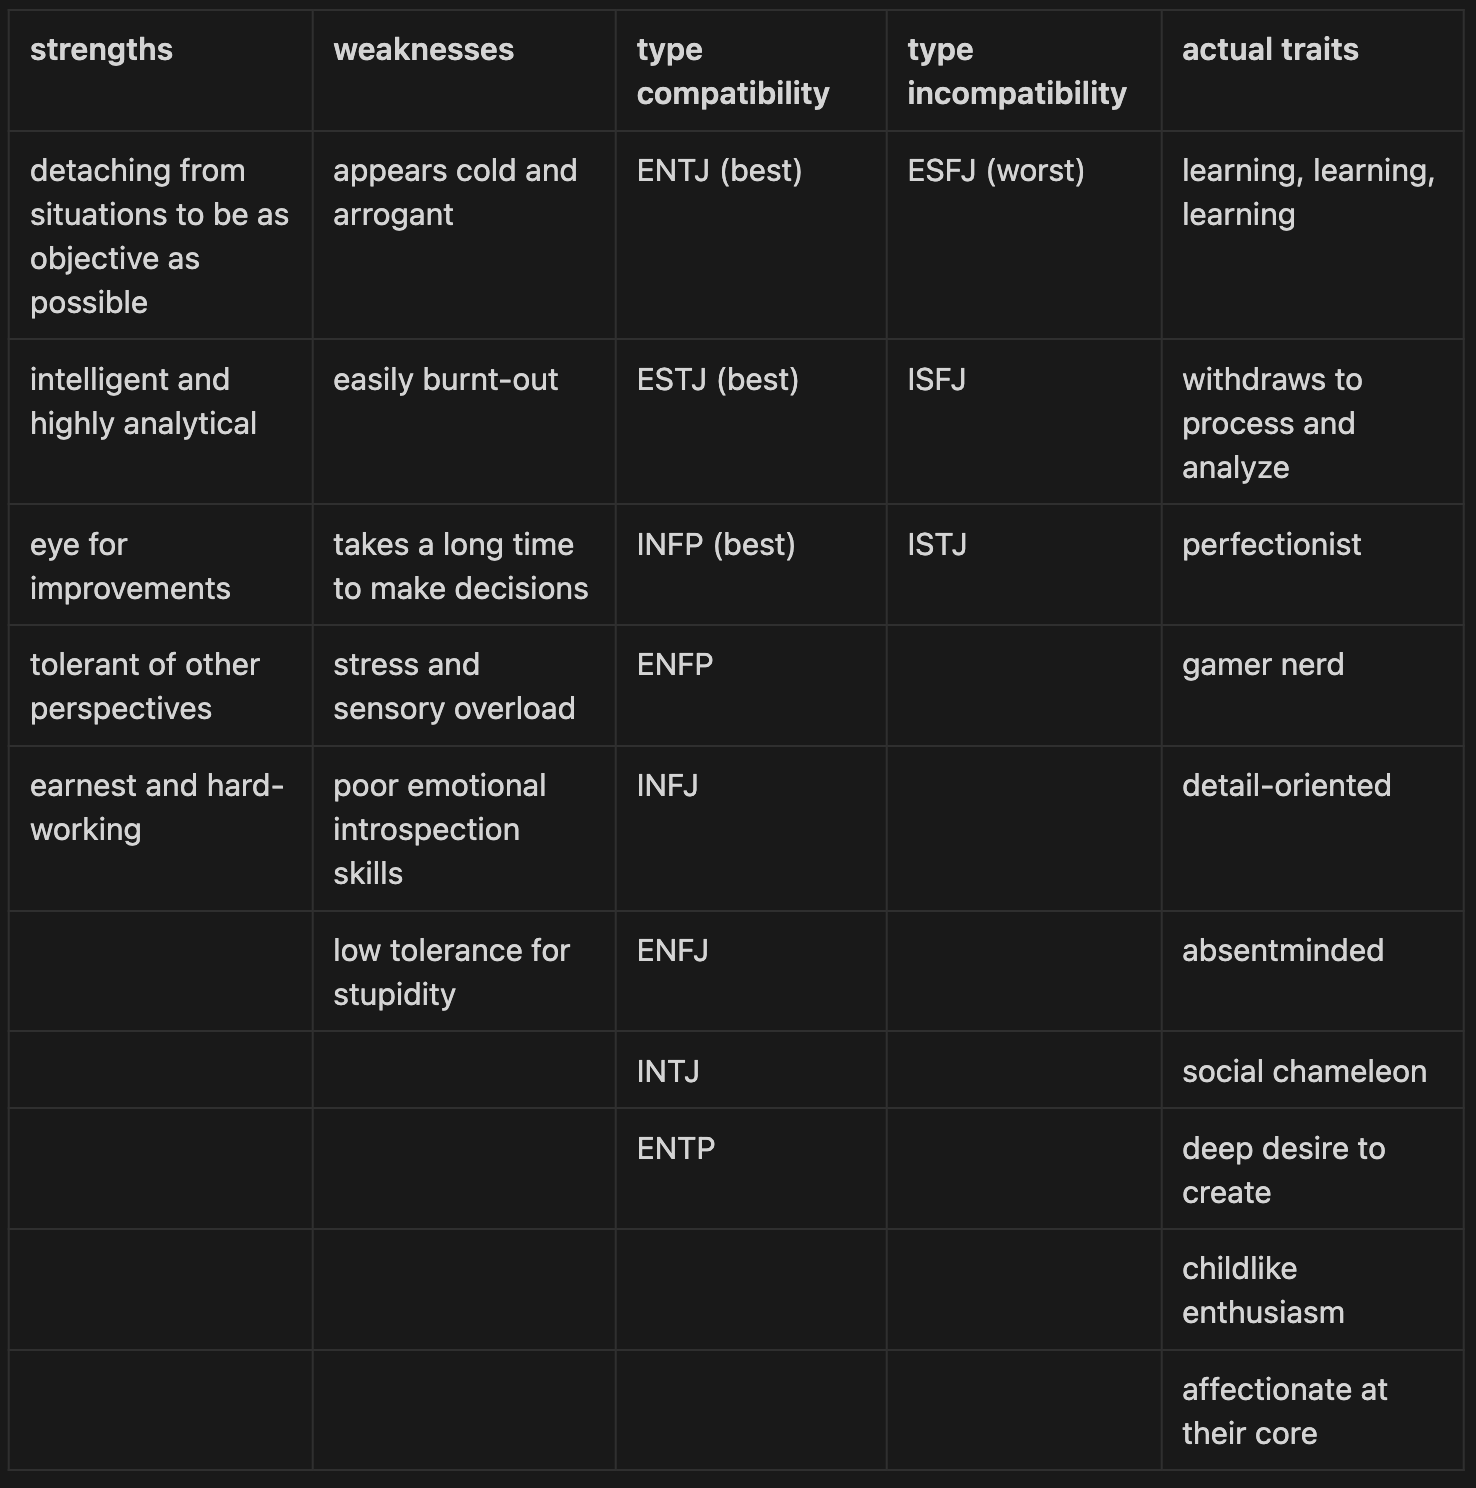 strengths
weaknesses
type
compatibility
type
incompatibility
actual traits
detaching from
situations to be as
objective as
possible
appears cold and
arrogant
ENTJ (best)
ESFJ (worst)
learning, learning,
learning
intelligent and
highly analytical
easily burnt-out
ESTJ (best)
ISFJ
withdraws to
process and
analyze
eye for
improvements
takes a long time
to make decisions
INFP (best)
ISTJ
perfectionist
tolerant of other
perspectives
stress and
sensory overload
ENFP
gamer nerd
earnest and hard-
working
poor emotional
introspection
skills
INFJ
detail-oriented
low tolerance for
stupidity
ENFJ
absentminded
INTJ
social chameleon
ENTP
deep desire to
create
childlike
enthusiasm
affectionate at
their core